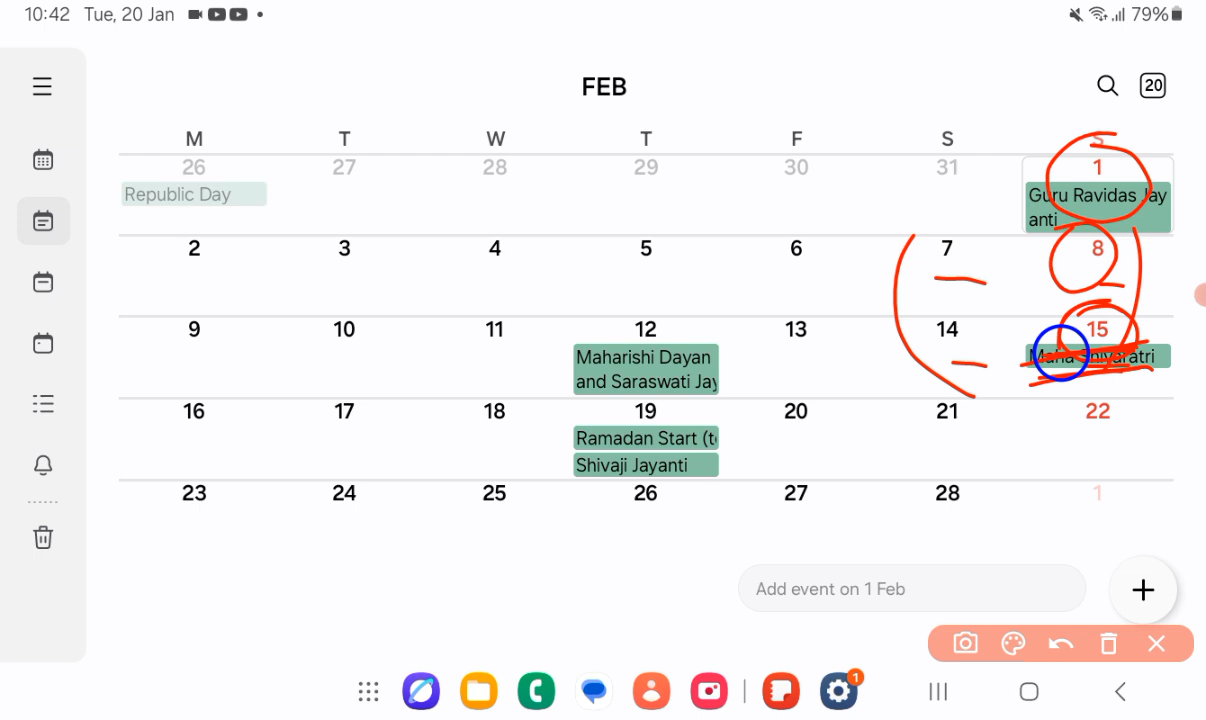 10:42 Tue, 20 Jan 79%
FEB
20
M T W T F S S
26 27 28 29 30 31 1
Republic Day
Guru Ravidas Jay
anti
2 3 4 5 6 7 8
9 10 11 12 13 14 15
Maharishi Dayan
and Saraswati Jay
Maha Shivaratri
16 17 18 19 20 21 22
Ramadan Start (t
Shivaji Jayanti
23 24 25 26 27 28 1
Add event on 1 Feb
1